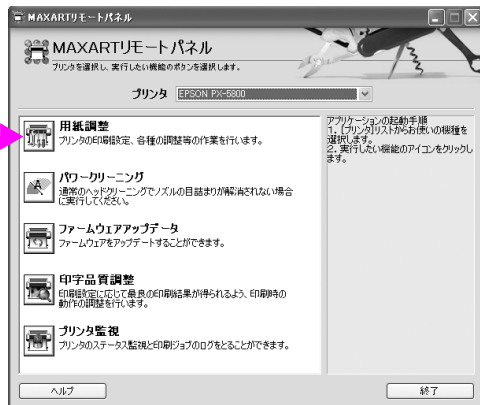 MAXARTリモートパネル
MAXARTリモートパネル
プリンタを選択し、実行したい機能のボタンを選択します。
プリンタ EPSON PX-5800
用紙調整
プリンタの印刷設定、各種の調整等の作業を行います。
パワークリーニング
通常のヘッドクリーニングでノズルの目詰まりが解消されない場合
に実行してください。
ファームウェアアップデータ
ファームウェアをアップデートすることができます。
印字品質調整
印刷設定に応じて最良の印刷結果が得られるよう、印刷時の
動作の調整を行います。
プリンタ監視
プリンタのステータス監視と印刷ジョブのログをとることができます。
アプリケーションの起動手順
1. [プリンタ]リストからお使いの機種を
選択します。
2. 実行したい機能のアイコンをクリックし
ます。
ヘルプ
終了